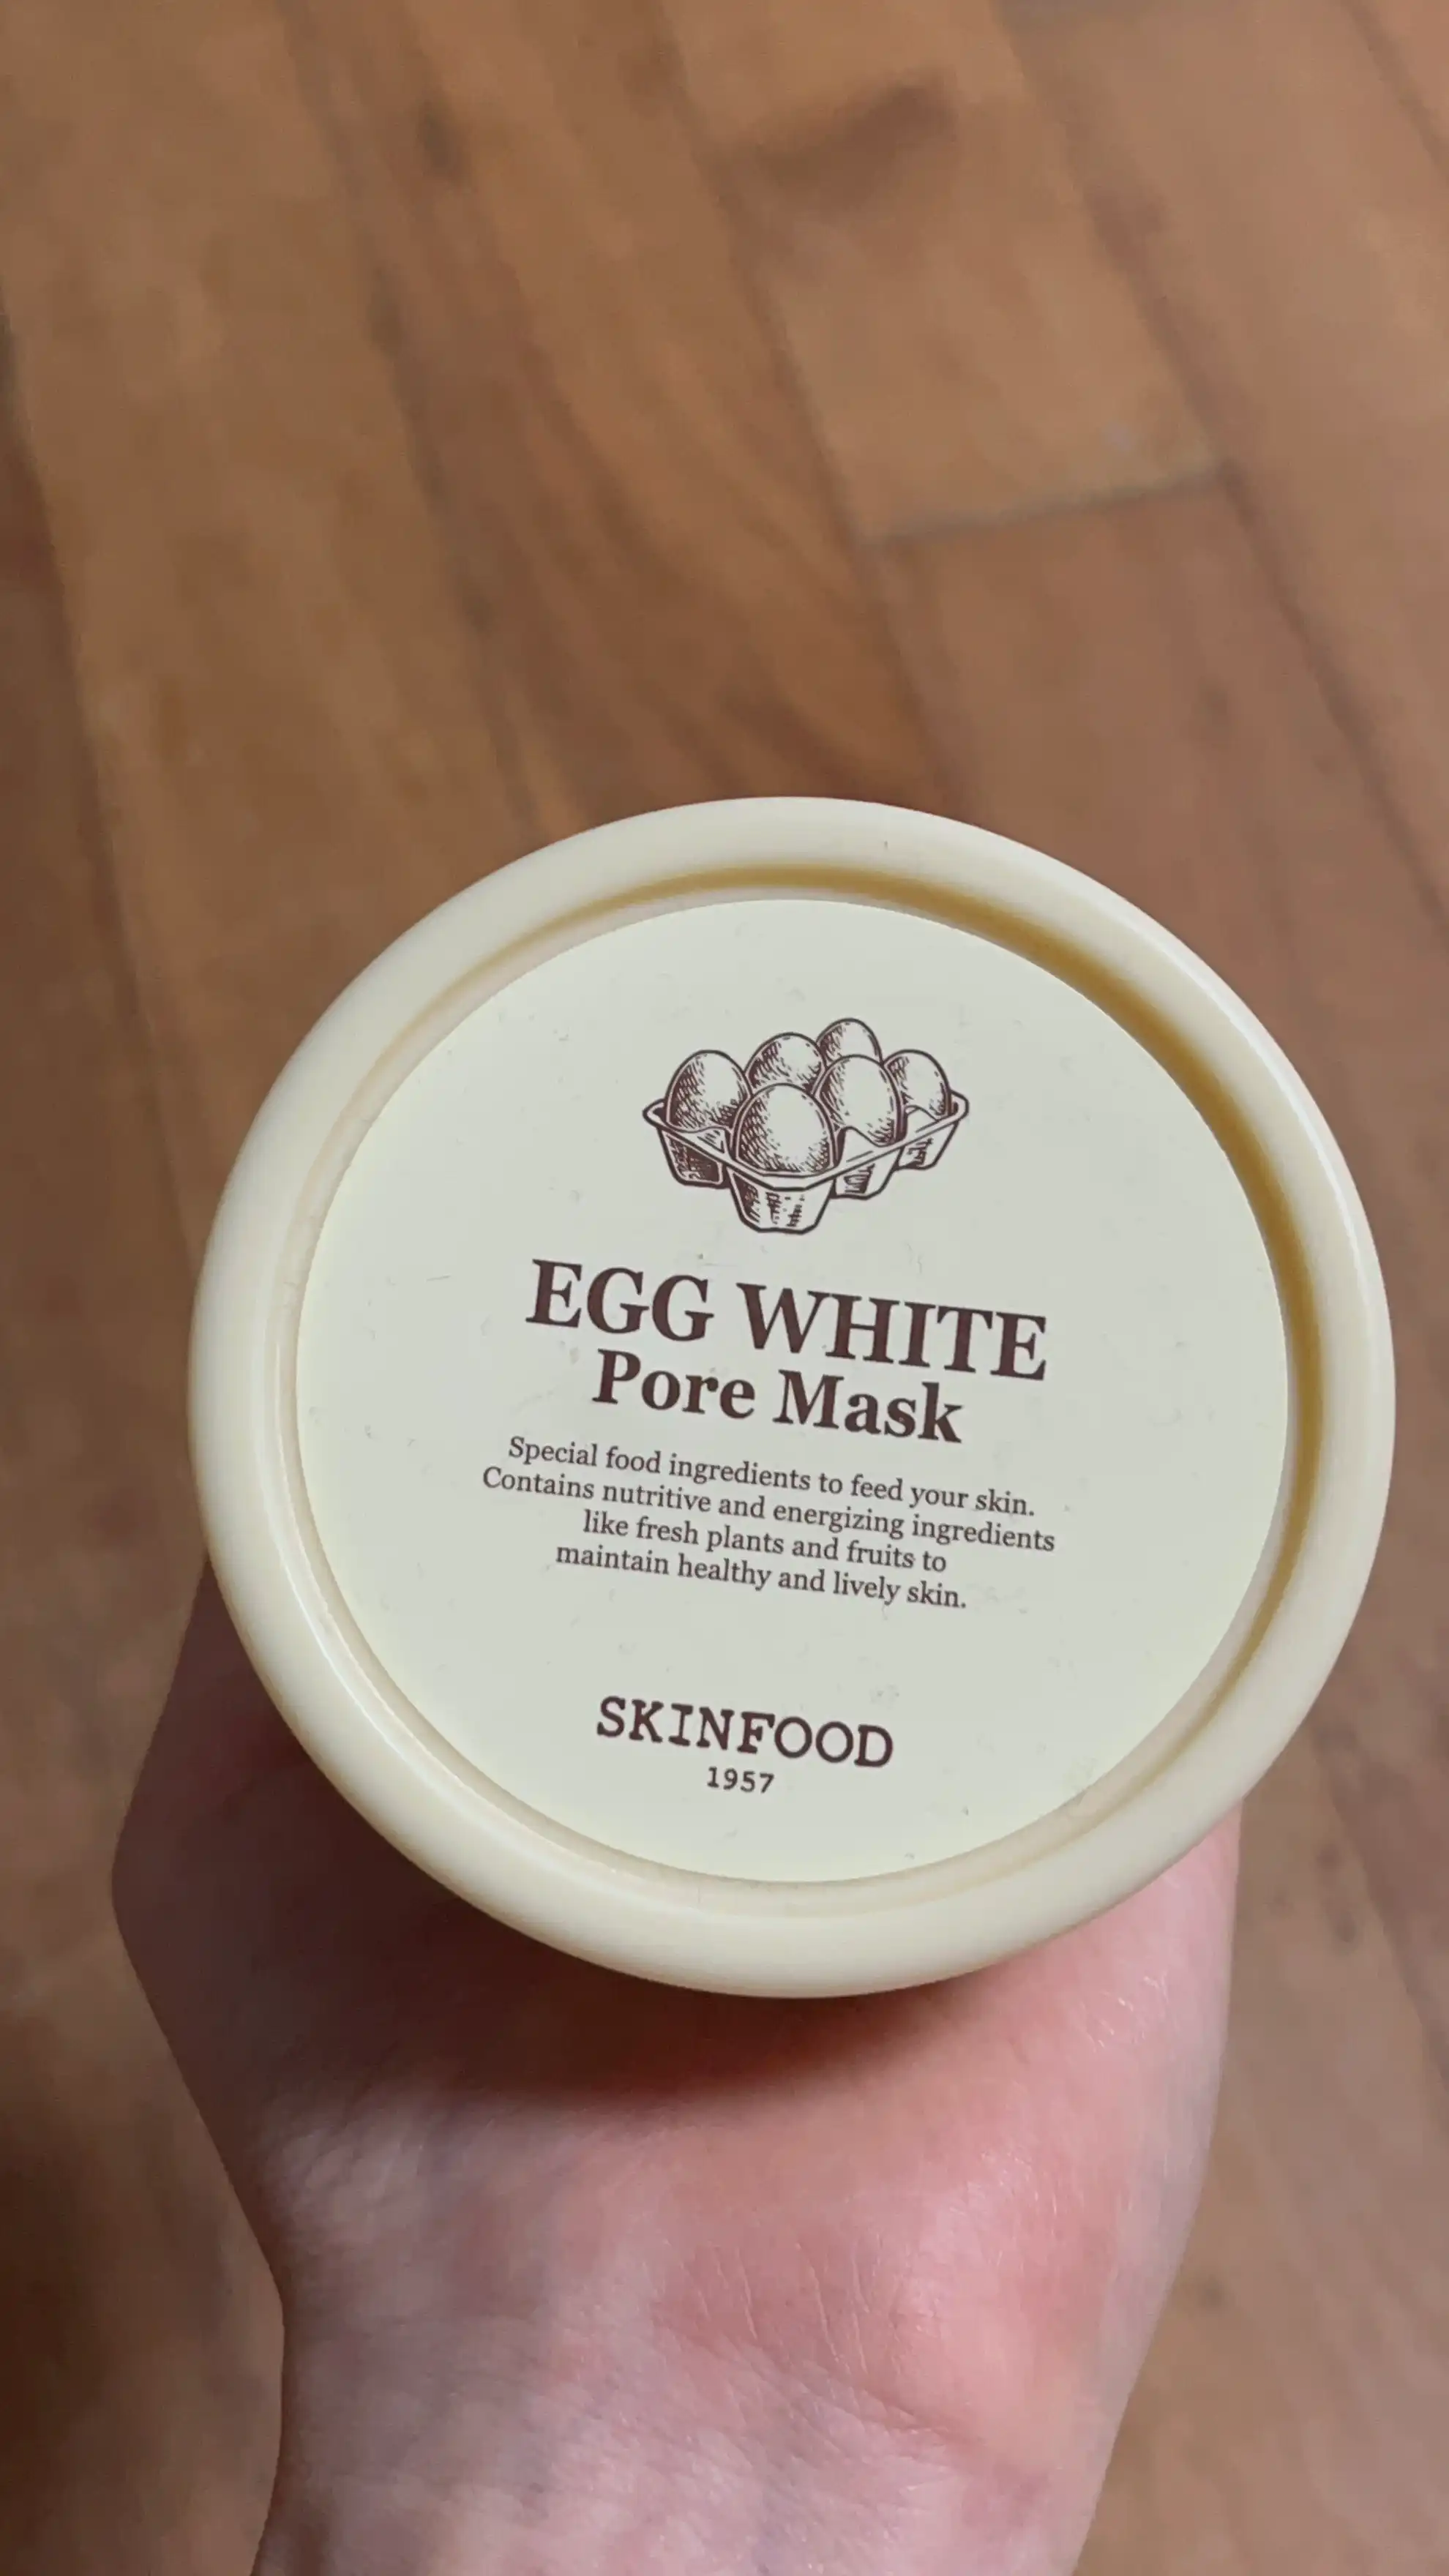 EGG WHITE
Pore Mask
Special food ingredients to feed your skin.
Contains nutritive and energizing ingredients
like fresh plants and fruits to
maintain healthy and lively skin.
SKINFOOD
1957